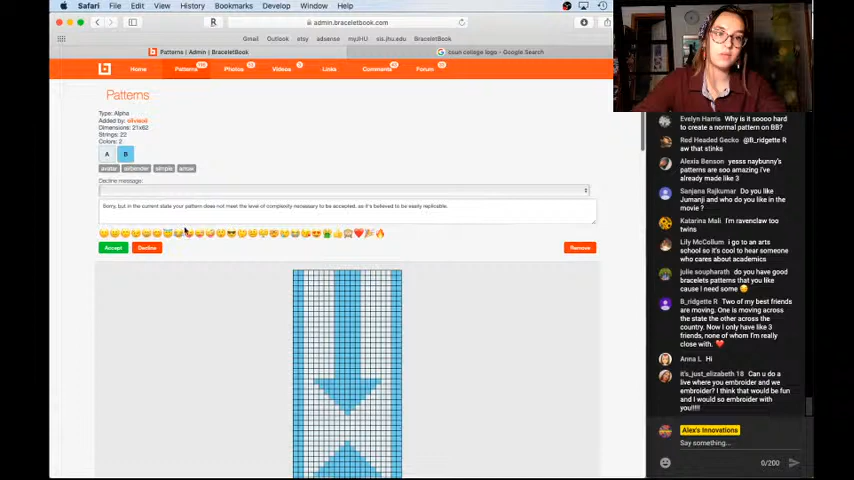 Safari File Edit View History Bookmarks Develop Window Help
admin.braceletbook.com
Gmail Outlook etsy adsense myJHU sis.jhu.edu BraceletBook
Patterns | Admin | BraceletBook
csun college logo - Google Search
Home Patterns Photos Videos Links Comments Forum
Patterns
Type: Alpha
Added by:
Dimensions: 21x62
Strings: 22
Colors: 2
A B
avatar airbender simple arrow
Decline message:
Sorry, but in the current state your pattern does not meet the level of complexity necessary to be accepted, as it's believed to be easily replicable.
Accept Decline Remove
Evelyn Harris Why is it soooo hard
to create a normal pattern on BB?
Red Headed Gecko @B_ridgette R
aw that stinks
Alexis Benson yesss naybunny's
patterns are soo amazing i've
already made like 3
Sanjana Rajkumar Do you like
Jumanji and who do you like in the
movie ?
Katarina Mali I'm ravenclaw too
twins
Lily McCollum i go to an arts
school so it's cool to hear someone
who cares about academics
julie soupharath do you have good
bracelets patterns that you like
cause I need some 😊
B_ridgette R Two of my best friends
are moving. One is moving across
the state the other across the
country. Now I only have like 3
friends, none of whom I'm really
close with. ❤️
Anna L Hi
it's_just_elizabeth 18 Can u do a
live where you embroider and we
embroider? I think that would be fun
and I would so embroider with
you!!!!!
Alex's Innovations
Say something...
0/200